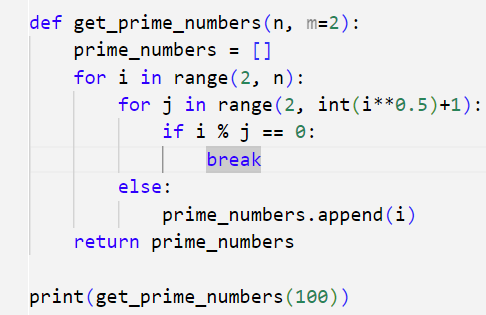 def get_prime_numbers(n, m=2):
    prime_numbers = []
    for i in range(2, n):
        for j in range(2, int(i**0.5)+1):
            if i % j == 0:
                break
        else:
            prime_numbers.append(i)
    return prime_numbers

print(get_prime_numbers(100))